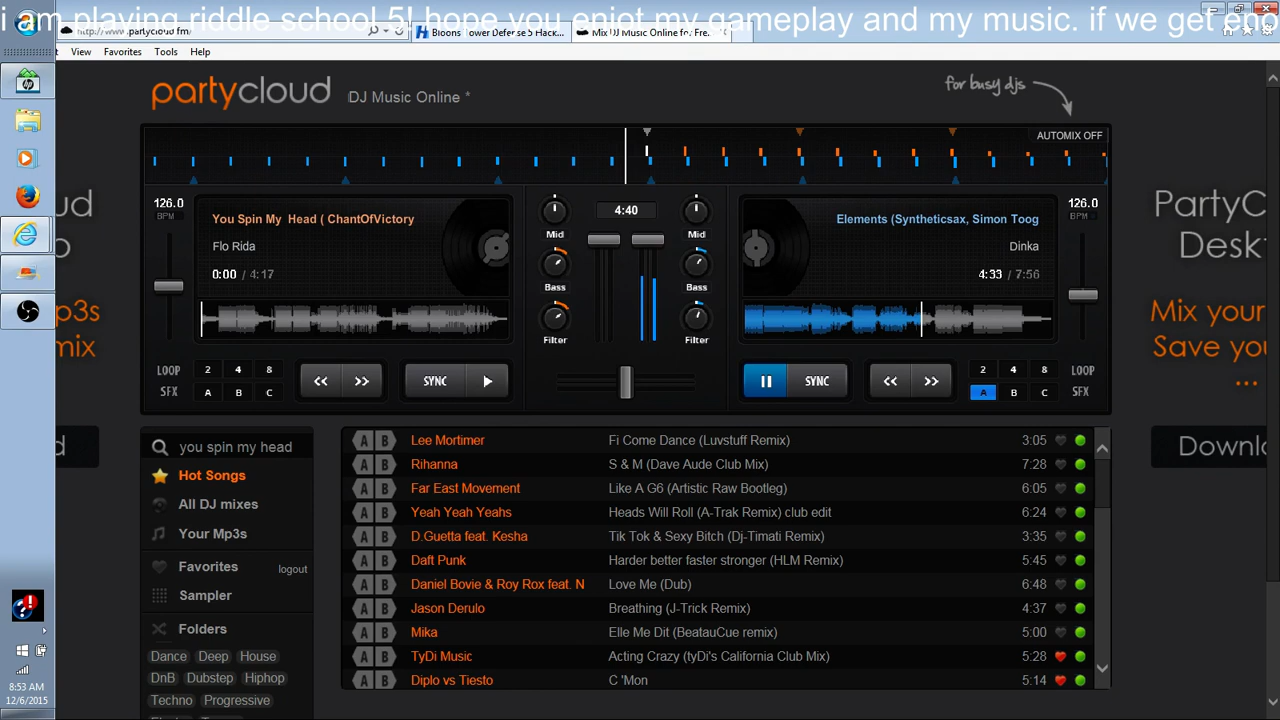 i am playing riddle school 5! hope you enjot my gameplay and my music. if we get eno
http://www.partycloud fm/
Bloons Tower Defense 5 Hack...
Mix DJ Music Online for Fre...
View Favorites Tools Help
partycloud DJ Music Online *
for busy djs
AUTOMIX OFF
126.0 BPM
You Spin My Head ( ChantOfVictory
Flo Rida
0:00 / 4:17
Mid
Bass
Filter
4:40
Mid
Bass
Filter
Elements (Syntheticsax, Simon Toog
Dinka
4:33 / 7:56
126.0 BPM
LOOP 2 4 8
SFX A B C
<< >>
SYNC
SYNC
<< >>
2 4 8 LOOP
A B C SFX
ud
o
p3s
mix
d
PartyC
Desk
Mix your
Save you
...
Downlo
you spin my head
Hot Songs
All DJ mixes
Your Mp3s
Favorites logout
Sampler
Folders
Dance Deep House
DnB Dubstep Hiphop
Techno Progressive
A B Lee Mortimer Fi Come Dance (Luvstuff Remix) 3:05
A B Rihanna S & M (Dave Aude Club Mix) 7:28
A B Far East Movement Like A G6 (Artistic Raw Bootleg) 6:05
A B Yeah Yeah Yeahs Heads Will Roll (A-Trak Remix) club edit 6:24
A B D.Guetta feat. Kesha Tik Tok & Sexy Bitch (Dj-Timati Remix) 3:35
A B Daft Punk Harder better faster stronger (HLM Remix) 5:45
A B Daniel Bovie & Roy Rox feat. N Love Me (Dub) 6:48
A B Jason Derulo Breathing (J-Trick Remix) 4:37
A B Mika Elle Me Dit (BeatauCue remix) 5:00
A B TyDi Music Acting Crazy (tyDi's California Club Mix) 5:28
A B Diplo vs Tiesto C 'Mon 5:14
8:53 AM
12/6/2015